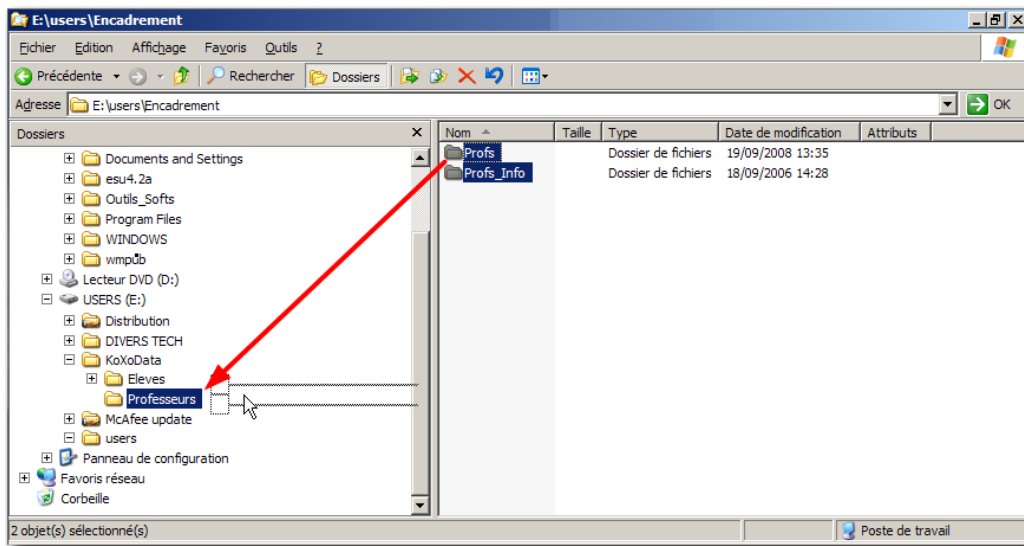 E:\users\Encadrement
Fichier Edition Affichage Favoris Outils ?
Précédente Rechercher Dossiers
Adresse E:\users\Encadrement OK
Dossiers
Nom Taille Type Date de modification Attributs
Profs Dossier de fichiers 19/09/2008 13:35
Profs_Info Dossier de fichiers 18/09/2006 14:28
Documents and Settings
esu4.2a
Outils_Softs
Program Files
WINDOWS
wmpub
Lecteur DVD (D:)
USERS (E:)
Distribution
DIVERS TECH
KoXoData
Eleves
Professeurs
McAfee update
users
Panneau de configuration
Favoris réseau
Corbeille
2 objet(s) sélectionné(s) Poste de travail